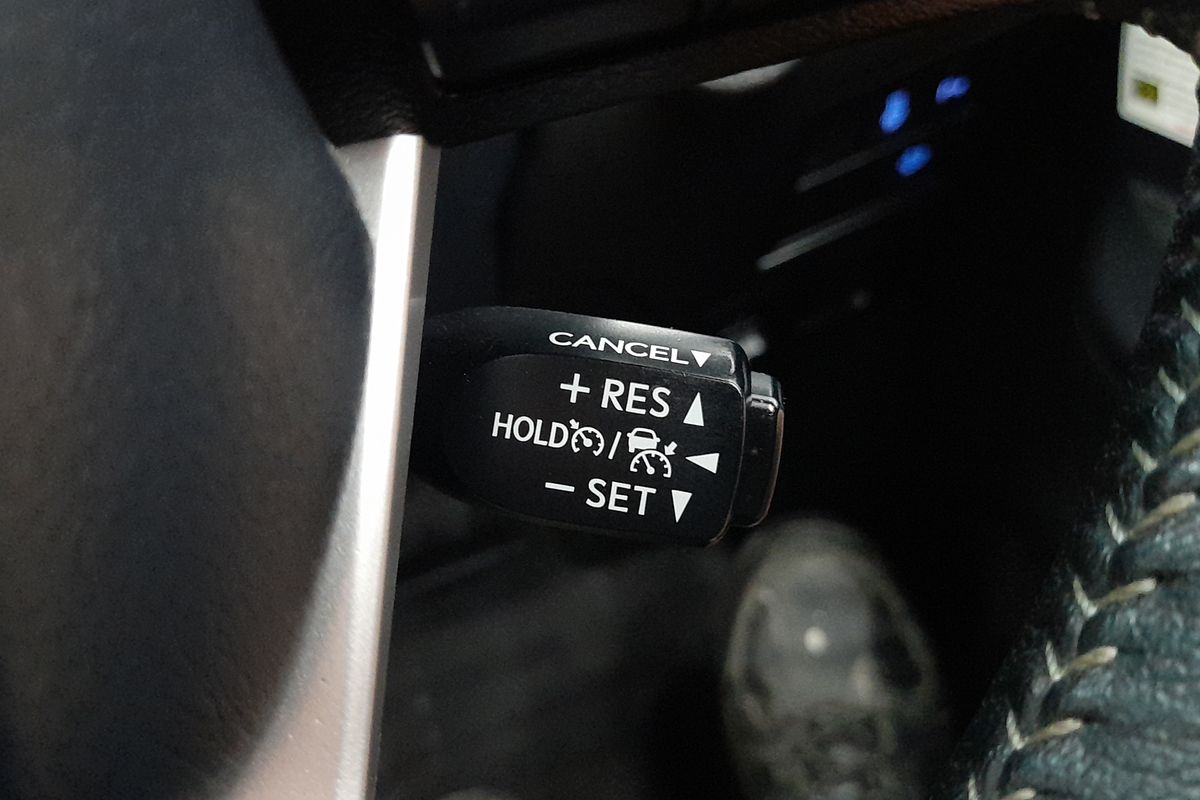 CANCEL▼
+ RES ▲
HOLD / ◀
− SET ▼